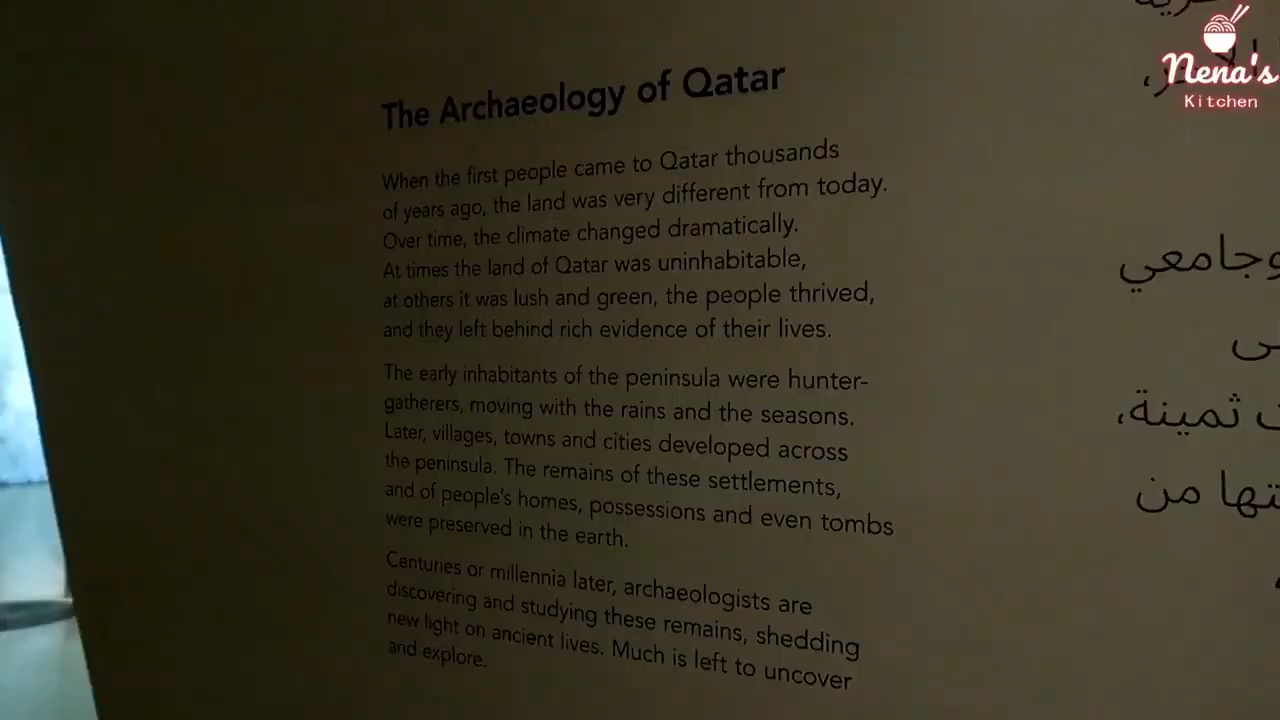 The Archaeology of Qatar
When the first people came to Qatar thousands
of years ago, the land was very different from today.
Over time, the climate changed dramatically.
At times the land of Qatar was uninhabitable,
at others it was lush and green, the people thrived,
and they left behind rich evidence of their lives.
The early inhabitants of the peninsula were hunter-
gatherers, moving with the rains and the seasons.
Later, villages, towns and cities developed across
the peninsula. The remains of these settlements,
and of people's homes, possessions and even tombs
were preserved in the earth.
Centuries or millennia later, archaeologists are
discovering and studying these remains, shedding
new light on ancient lives. Much is left to uncover
and explore.
Nena's
Kitchen
وجامعي
ثمينة،
من